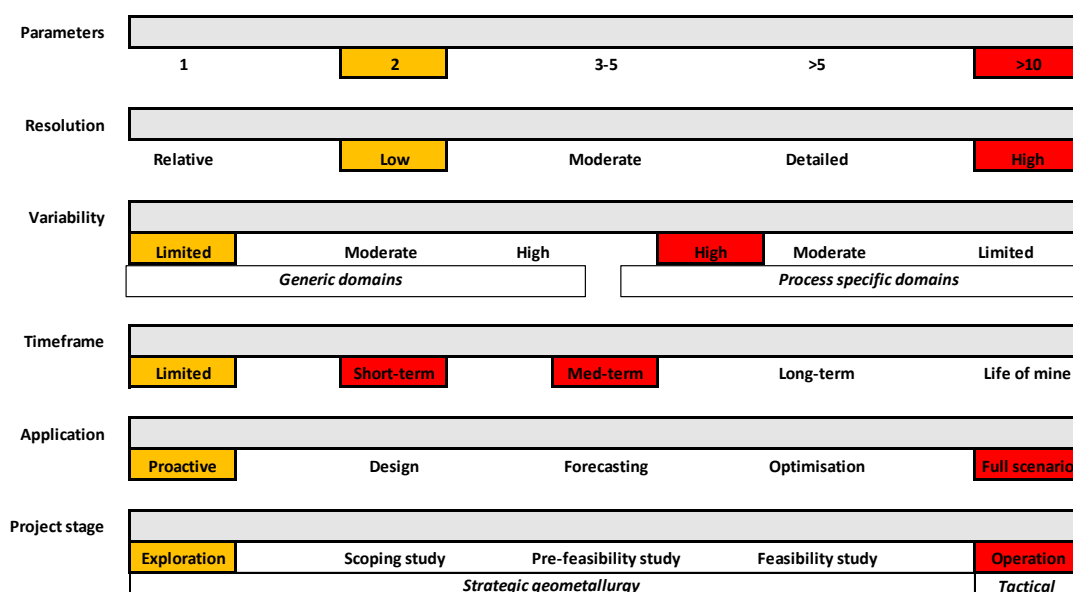 Parameters
1 2 3-5 >5 >10
Resolution
Relative Low Moderate Detailed High
Variability
Limited Moderate High High Moderate Limited
Generic domains Process specific domains
Timeframe
Limited Short-term Med-term Long-term Life of mine
Application
Proactive Design Forecasting Optimisation Full scenario
Project stage
Exploration Scoping study Pre-feasibility study Feasibility study Operation
Strategic geometallurgy Tactical